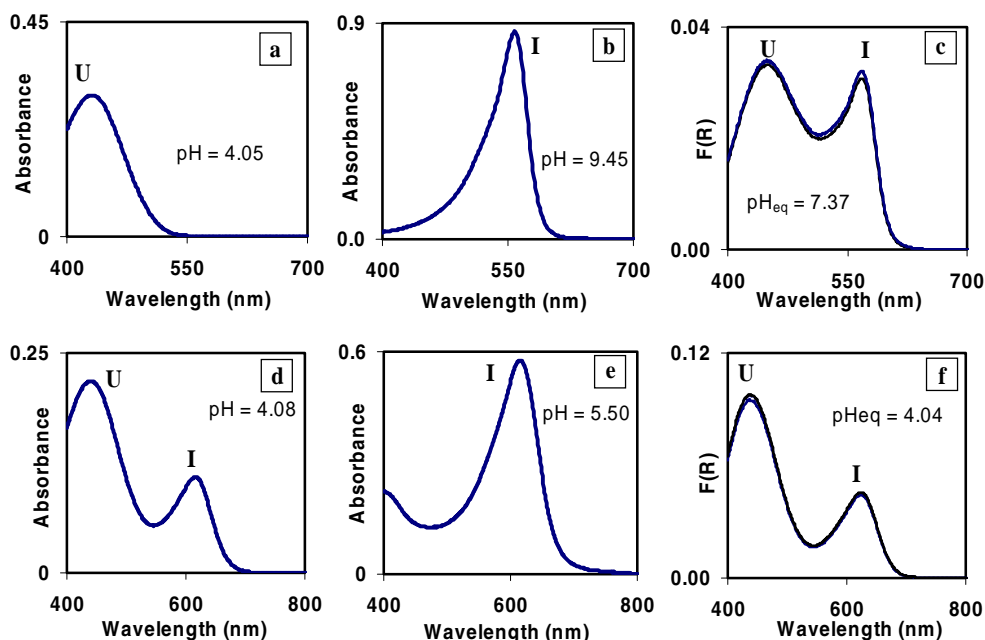 0.45
a
U
Absorbance
pH = 4.05
0
400
550
700
Wavelength (nm)
0.9
b
I
Absorbance
pH = 9.45
0.0
400
550
700
Wavelength (nm)
0.04
c
U
I
F(R)
pHeq = 7.37
0.00
400
550
700
Wavelength (nm)
0.25
d
U
pH = 4.08
I
Absorbance
0
400
600
800
Wavelength (nm)
0.6
e
I
pH = 5.50
Absorbance
0
400
600
800
Wavelength (nm)
0.12
f
U
pHeq = 4.04
I
F(R)
0.00
400
600
800
Wavelength (nm)